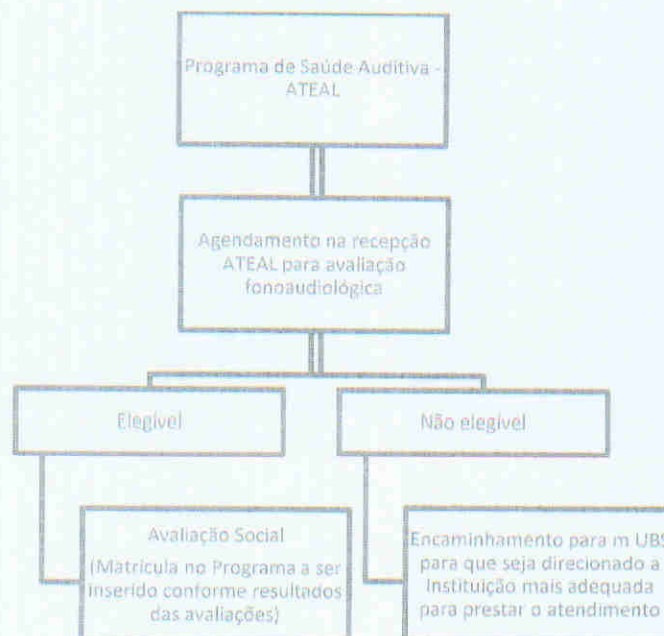 Programa de Saúde Auditiva -
ATEAL
Agendamento na recepção
ATEAL para avaliação
fonoaudiológica
Elegível
Não elegível
Avaliação Social
(Matrícula no Programa a ser
inserido conforme resultados
das avaliações)
Encaminhamento para m UBS
para que seja direcionado a
Instituição mais adequada
para prestar o atendimento